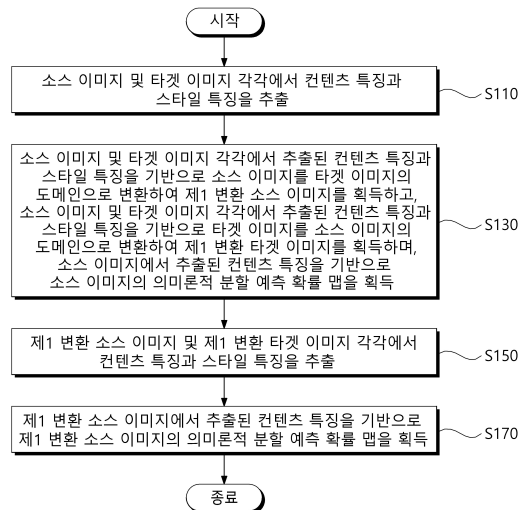 시작
소스 이미지 및 타겟 이미지 각각에서 컨텐츠 특징과
스타일 특징을 추출
S110
소스 이미지 및 타겟 이미지 각각에서 추출된 컨텐츠 특징과
스타일 특징을 기반으로 소스 이미지를 타겟 이미지의
도메인으로 변환하여 제1 변환 소스 이미지를 획득하고,
소스 이미지 및 타겟 이미지 각각에서 추출된 컨텐츠 특징과
스타일 특징을 기반으로 타겟 이미지를 소스 이미지의
도메인으로 변환하여 제1 변환 타겟 이미지를 획득하며,
소스 이미지에서 추출된 컨텐츠 특징을 기반으로
소스 이미지의 의미론적 분할 예측 확률 맵을 획득
S130
제1 변환 소스 이미지 및 제1 변환 타겟 이미지 각각에서
컨텐츠 특징과 스타일 특징을 추출
S150
제1 변환 소스 이미지에서 추출된 컨텐츠 특징을 기반으로
제1 변환 소스 이미지의 의미론적 분할 예측 확률 맵을 획득
S170
종료